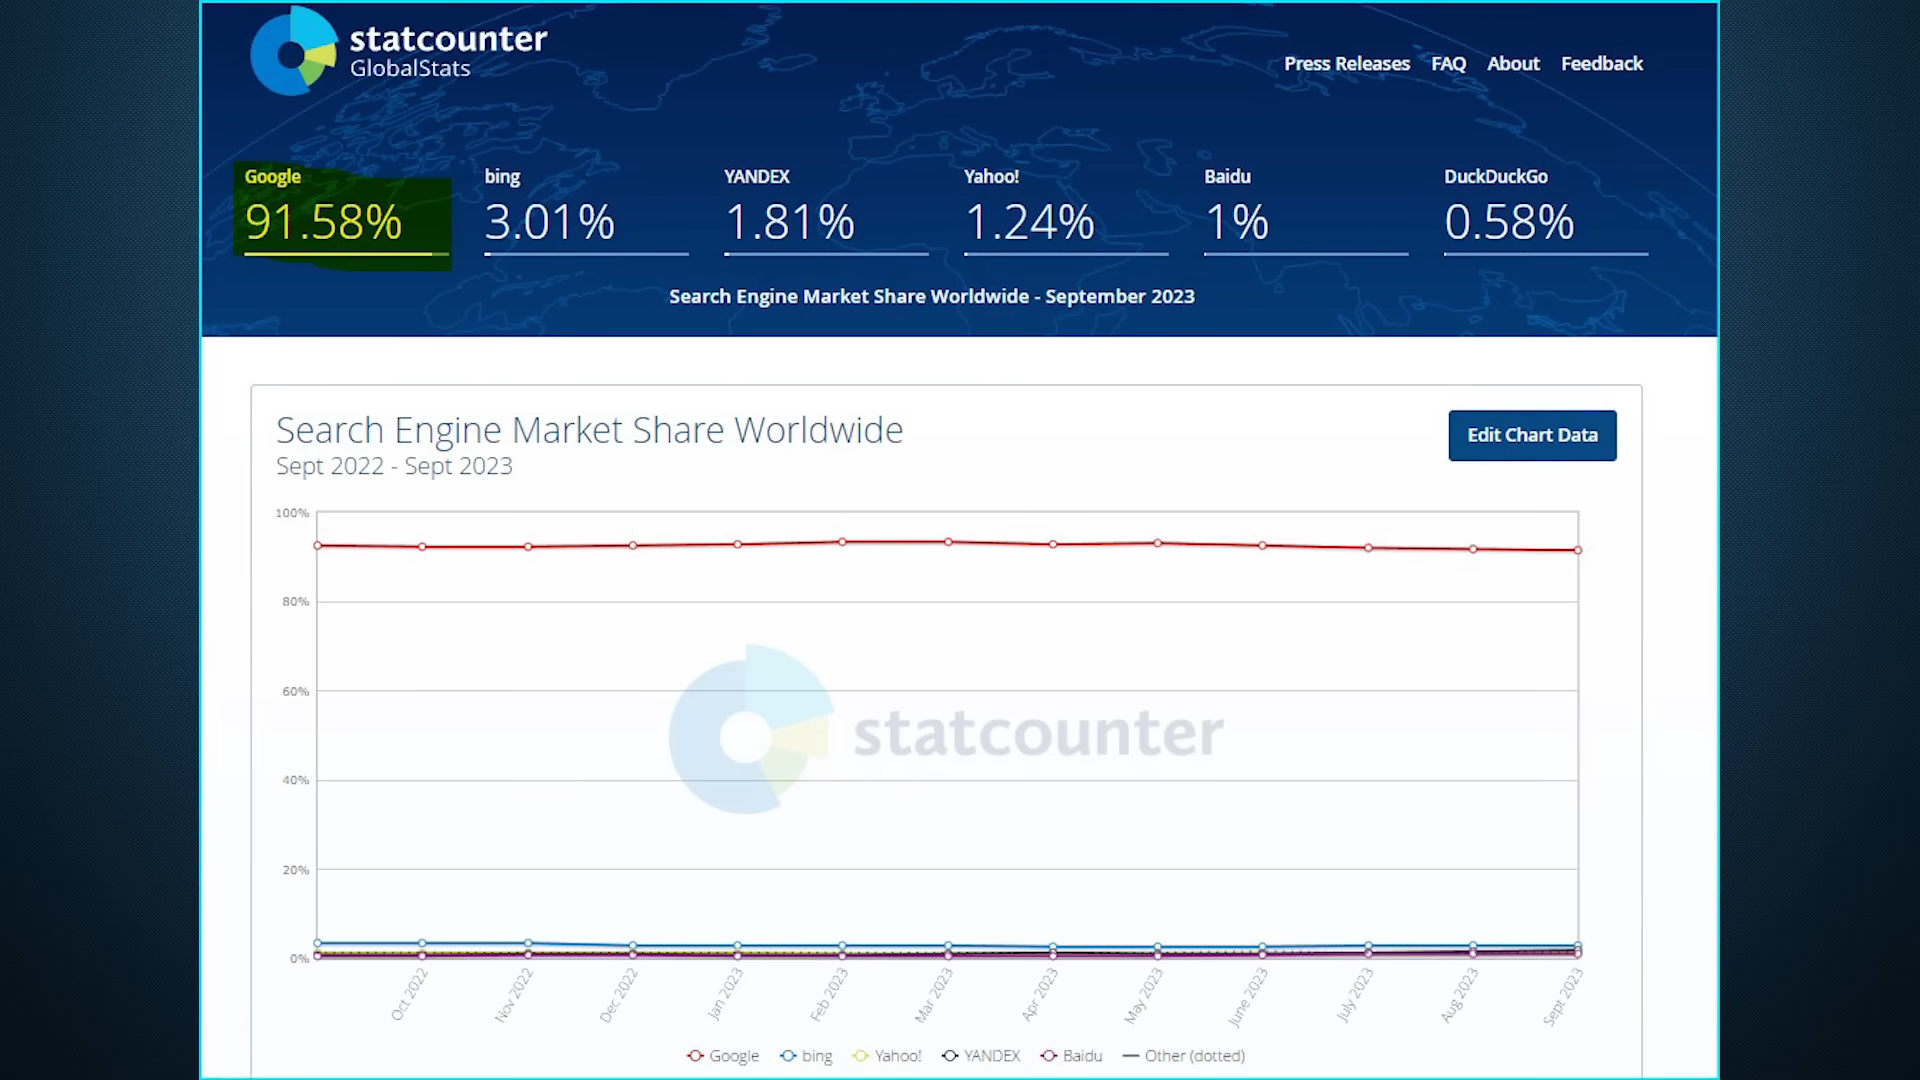 statcounter
GlobalStats
Press Releases FAQ About Feedback
Google bing YANDEX Yahoo! Baidu DuckDuckGo
91.58% 3.01% 1.81% 1.24% 1% 0.58%
Search Engine Market Share Worldwide - September 2023
Search Engine Market Share Worldwide
Sept 2022 - Sept 2023
Edit Chart Data
100%
80%
60%
statcounter
40%
20%
0%
Oct 2022 Nov 2022 Dec 2022 Jan 2023 Feb 2023 Mar 2023 Apr 2023 May 2023 June 2023 July 2023 Aug 2023 Sept 2023
Google bing Yahoo! YANDEX Baidu Other (dotted)